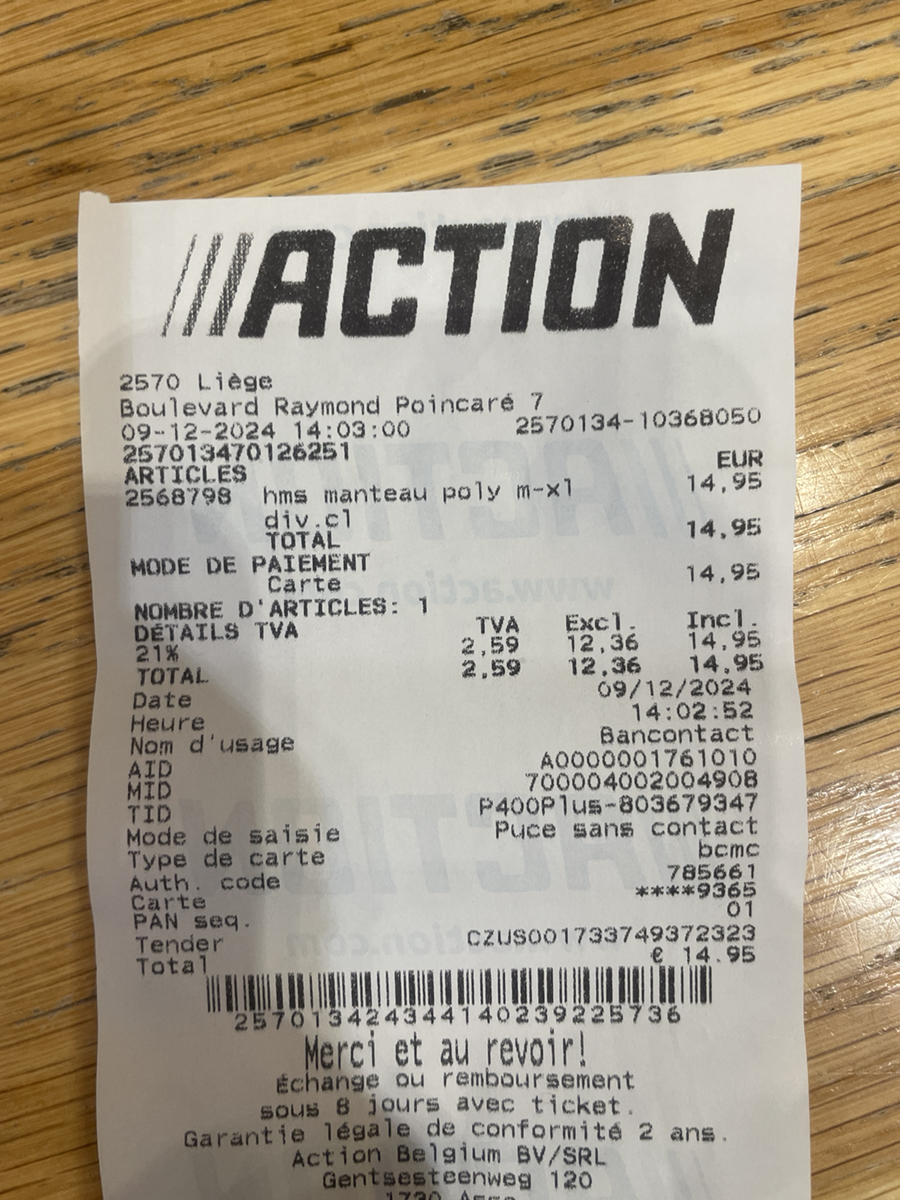 ///ACTION
2570 Liège
Boulevard Raymond Poincaré 7
09-12-2024 14:03:00 2570134-10368050
257013470126251
ARTICLES EUR
2568798 hms manteau poly m-xl 14,95
div.cl
TOTAL 14,95
MODE DE PAIEMENT
Carte 14,95
NOMBRE D'ARTICLES: 1
DÉTAILS TVA TVA Excl. Incl.
21% 2,59 12,36 14,95
TOTAL 2,59 12,36 14,95
Date 09/12/2024
Heure 14:02:52
Nom d'usage Bancontact
AID A0000001761010
MID 700004002004908
TID P400Plus-803679347
Mode de saisie Puce sans contact
Type de carte bcmc
Auth. code 785661
Carte ****9365
PAN seq. 01
Tender CZUS001733749372323
Total € 14.95
257013424344140239225736
Merci et au revoir!
Échange ou remboursement
sous 8 jours avec ticket.
Garantie légale de conformité 2 ans.
Action Belgium BV/SRL
Gentsesteenweg 120
1730 Asse